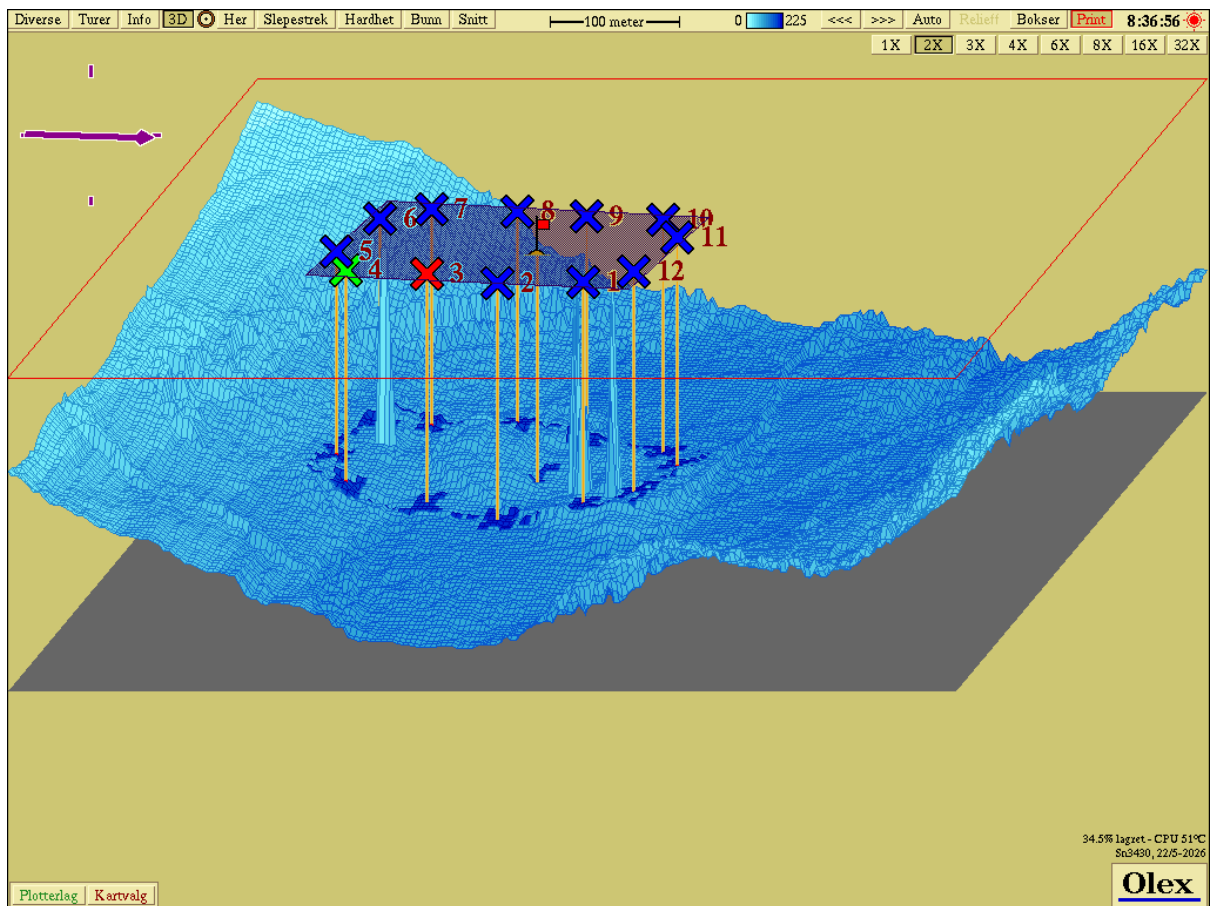 Diverse Turer Info 3D Her Slepestrek Hardhet Bunn Snitt 100 meter 0 225 <<< >>> Auto Relieff Bokser Print 8:36:56
1X 2X 3X 4X 6X 8X 16X 32X
6 7 8 9 10 11
5 4 3 2 1 12
34.5% lagret - CPU 51°C
Sn3430, 22/5-2026
Plotterlag Kartvalg
Olex